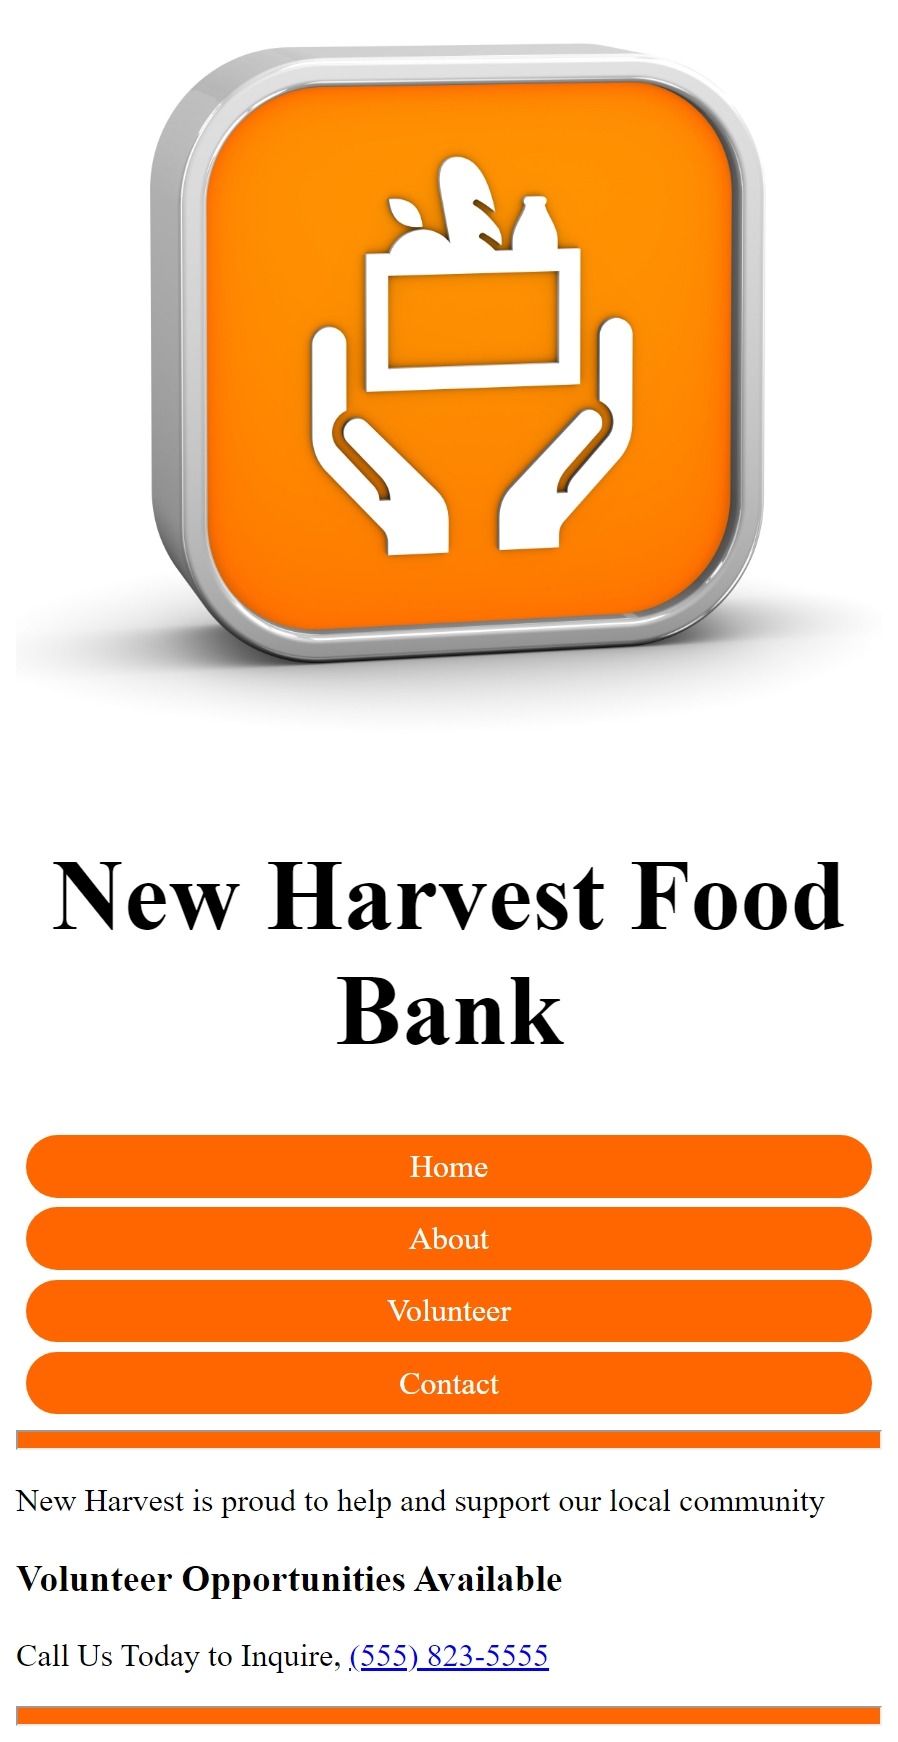 New Harvest Food
Bank
Home
About
Volunteer
Contact
New Harvest is proud to help and support our local community
Volunteer Opportunities Available
Call Us Today to Inquire, (555) 823-5555